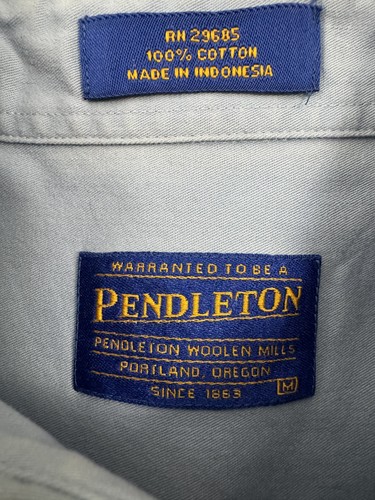 RN 29685
100% COTTON
MADE IN INDONESIA
WARRANTED TO BE A
PENDLETON
PENDLETON WOOLEN MILLS
PORTLAND, OREGON
SINCE 1863
M